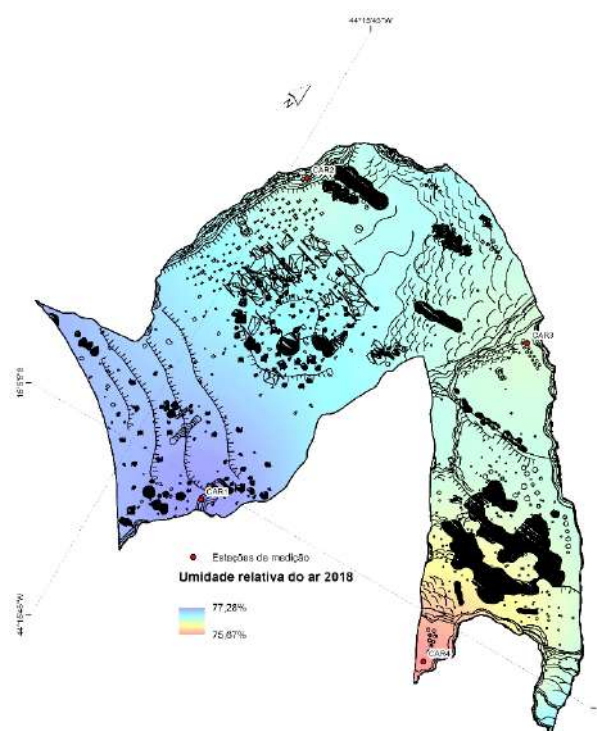 44°15'45"W
N
CAR2
CAR3
CAR1
Estações de medição
Umidade relativa do ar 2018
77,28%
75,67%
44°15'45"W
CAR4